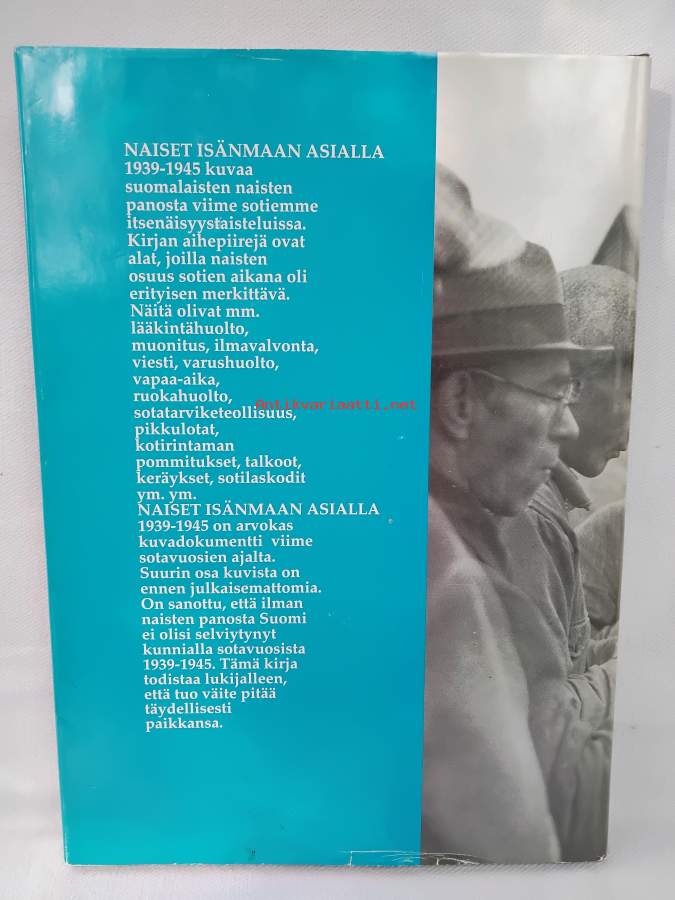 NAISET ISÄNMAAN ASIALLA
1939-1945 kuvaa
suomalaisten naisten
panosta viime sotiemme
itsenäisyystaisteluissa.
Kirjan aihepiirejä ovat
alat, joilla naisten
osuus sotien aikana oli
erityisen merkittävä.
Näitä olivat mm.
lääkintähuolto,
muonitus, ilmavalvonta,
viesti, varushuolto,
vapaa-aika,
ruokahuolto,
Antikvariaatti.net
sotatarviketeollisuus,
pikkulotat,
kotirintaman
pommitukset, talkoot,
keräykset, sotilaskodit
ym. ym.
NAISET ISÄNMAAN ASIALLA
1939-1945 on arvokas
kuvadokumentti viime
sotavuosien ajalta.
Suurin osa kuvista on
ennen julkaisemattomia.
On sanottu, että ilman
naisten panosta Suomi
ei olisi selviytynyt
kunnialla sotavuosista
1939-1945. Tämä kirja
todistaa lukijalleen,
että tuo väite pitää
täydellisesti
paikkansa.